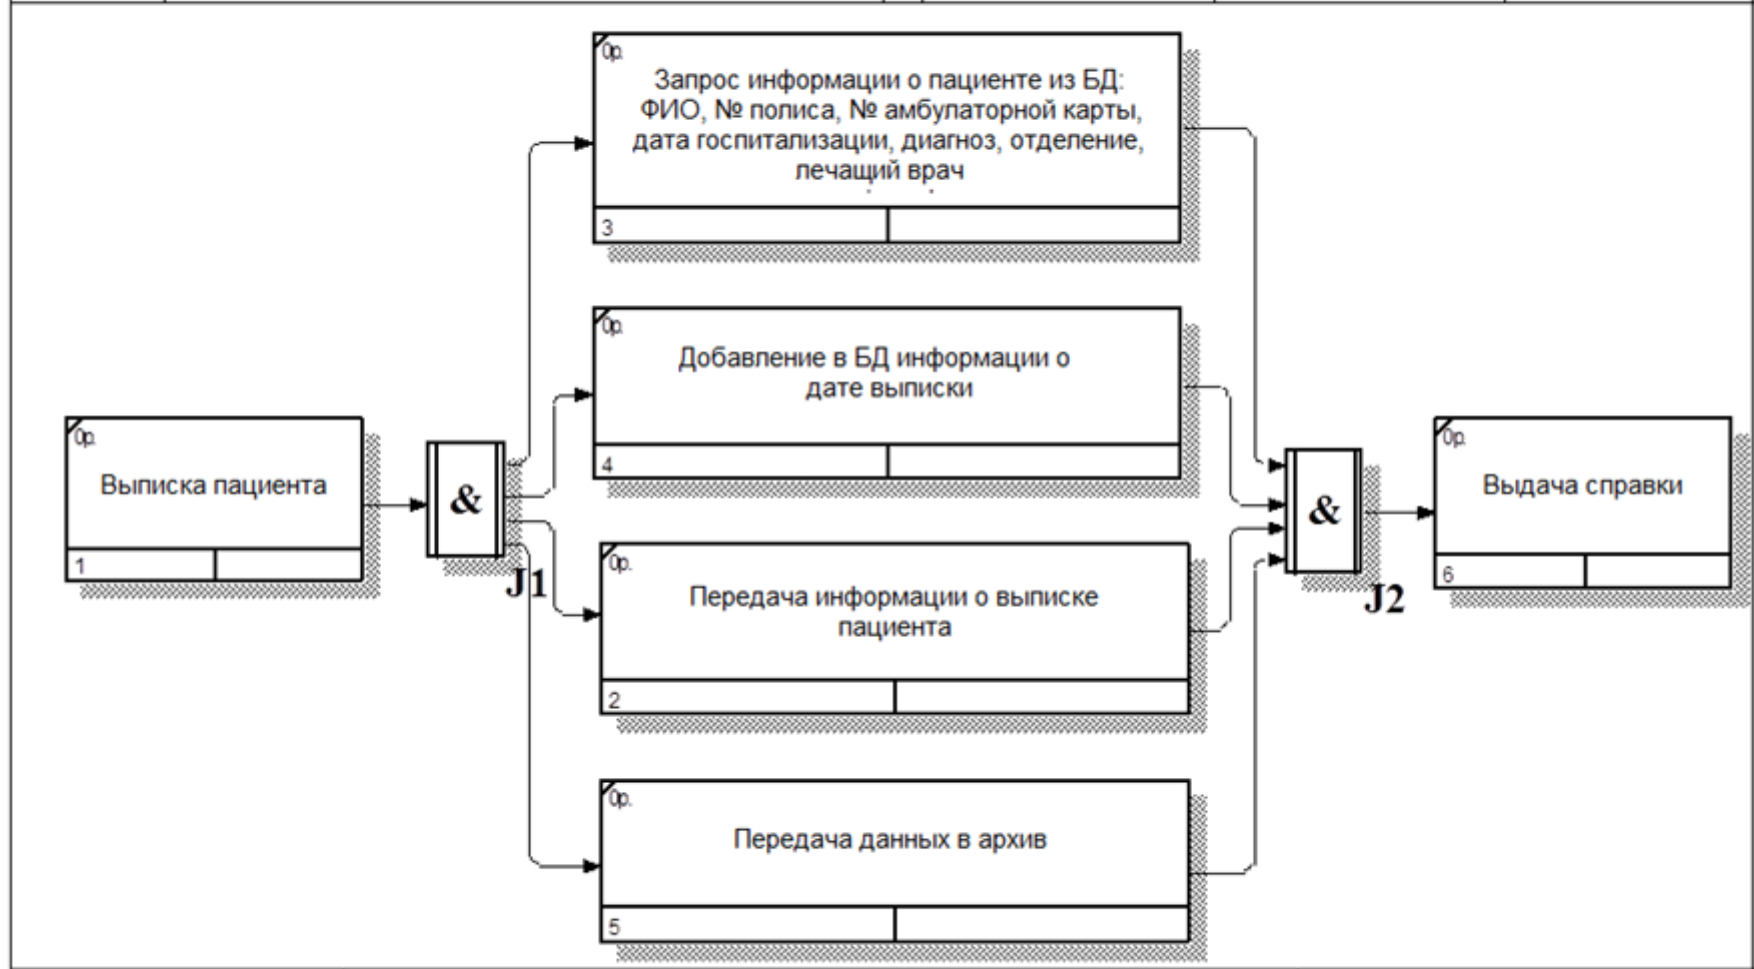 0р.
Запрос информации о пациенте из БД:
ФИО, № полиса, № амбулаторной карты,
дата госпитализации, диагноз, отделение,
лечащий врач
3
0р.
Добавление в БД информации о
дате выписки
4
0р.
Выписка пациента
1
&
J1
0р.
Передача информации о выписке
пациента
2
0р.
Передача данных в архив
5
&
J2
0р.
Выдача справки
6